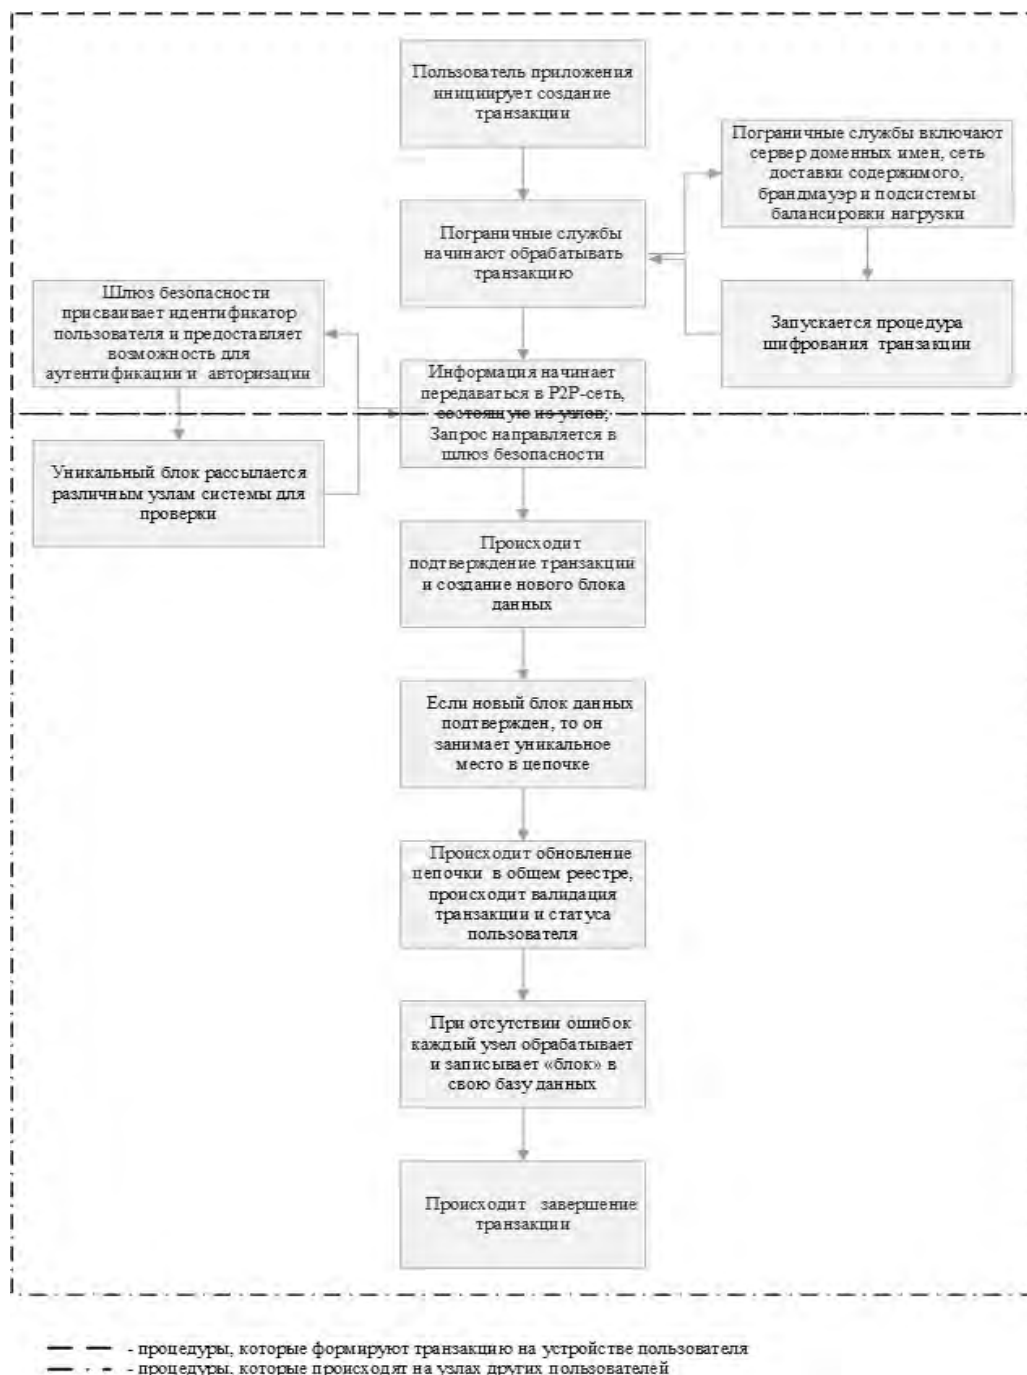 Пользователь приложения
инициирует создание
транзакции
Пограничные службы включают
сервер доменных имен, сеть
доставки содержимого,
брандмауэр и подсистемы
балансировки нагрузки
Пограничные службы
начинают обрабатывать
транзакцию
Запускается процедура
шифрования транзакции
Шлюз безопасности
присваивает идентификатор
пользователя и предоставляет
возможность для
аутентификации и авторизации
Информация начинает
передаваться в P2P-сеть,
состоящую из узлов;
Запрос направляется в
шлюз безопасности
Уникальный блок рассылается
различным узлам системы для
проверки
Происходит
подтверждение транзакции
и создание нового блока
данных
Если новый блок данных
подтвержден, то он
занимает уникальное
место в цепочке
Происходит обновление
цепочки в общем реестре,
происходит валидация
транзакции и статуса
пользователя
При отсутствии ошибок
каждый узел обрабатывает
и записывает «блок» в
свою базу данных
Происходит завершение
транзакции
- процедуры, которые формируют транзакцию на устройстве пользователя
- процедуры, которые происходят на узлах других пользователей